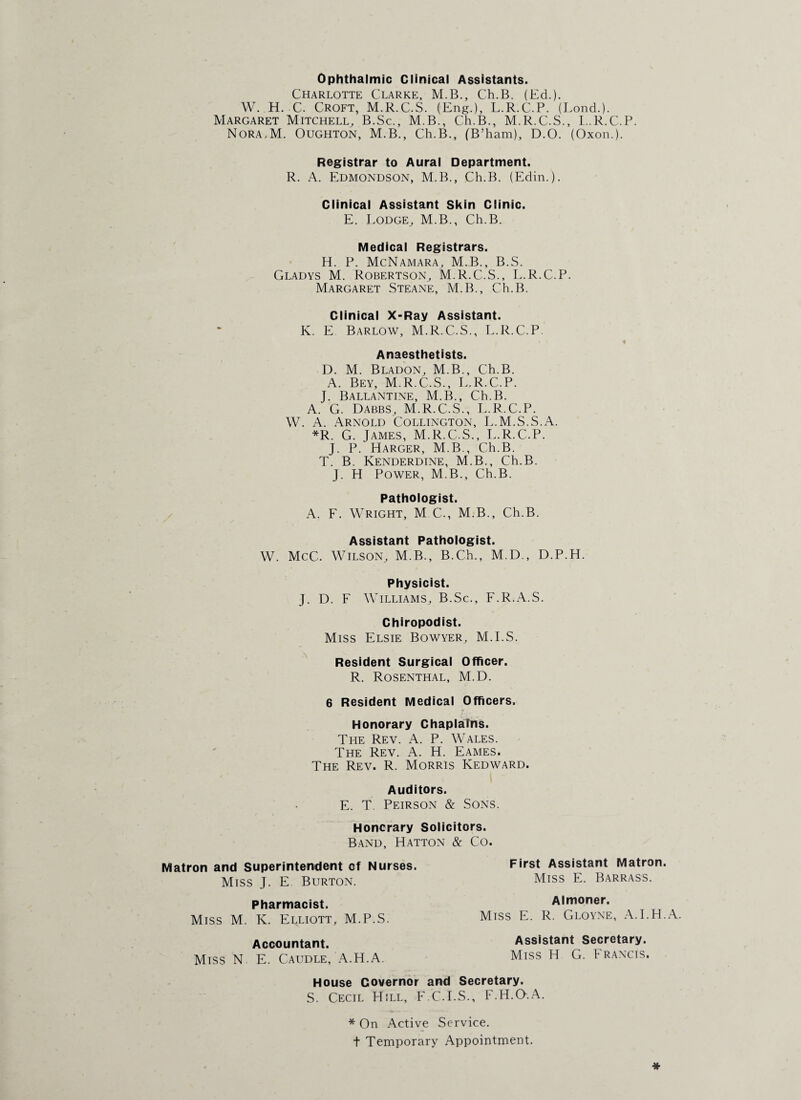 Ophthalmic Clinical Assistants.
Charlotte Clarke, M.B., Ch.B. (Ed.).
W. H. C. Croft, M.R.C.S. (Eng.), L.R.C.P. (Lond.).
Margaret Mitchell, B.Sc., M.B., Ch.B., M.R.C.S., L.R.C.P.
Nora M. Oughton, M.B., Ch.B., (B'ham), D.O. (Oxon.).
Registrar to Aural Department.
R. A. Edmondson, M.B., Ch.B. (Edin.).
Clinical Assistant Skin Clinic.
E. Lodge, M.B., Ch.B.
Medical Registrars.
H. P. McNamara, M.B., B.S.
Gladys M. Robertson, M.R.C.S., L.R.C.P.
Margaret Steane, M.B., Ch.B.
Clinical X-Ray Assistant.
K. E. Barlow, M.R.C.S., L.R.C.P.
Anaesthetists.
D. M. Bladon, M.B., Ch.B.
A. Bey, M.R.C.S., L.R.C.P.
J. Ballantine, M.B., Ch.B.
A. G. Dabbs, M.R.C.S., L.R.C.P.
W. A. Arnold Collington, L.M.S.S.A.
*R. G. James, M.R.C.S., L.R.C.P.
J. P. Harger, M.B., Ch.B.
T. B. Kenderdine, M.B., Ch.B.
J. H Power, M.B., Ch.B.
Pathologist.
A. F. Wright, M C., M.B., Ch.B.
Assistant Pathologist.
W. McC. Wilson, M.B., B.Ch., M.D., D.P.H.
Physicist.
J. D. F Williams, B.Sc., F.R.A.S.
Chiropodist.
Miss Elsie Bowyer, M.I.S.
Resident Surgical Officer.
R. Rosenthal, M.D.
6 Resident Medical Officers.
Honorary Chaplains.
The Rev. A. P. Wales.
The Rev. A. H. Eames.
The Rev. R. Morris Kedward.
Auditors.
E. T. Peirson & Sons.
Honorary Solicitors.
Band, Hatton & Co.
Matron and Superintendent of Nurses.
Miss J. E. Burton.
First Assistant Matron.
Miss E. Barrass.
Pharmacist.
Miss M. K. Elliott, M.P.S.
Almoner.
Miss E. R. Gloyne, A.I.H.A.
Accountant.
Miss N. E. Caudle, A.H.A.
Assistant Secretary.
Miss H. G. Francis.
House Governor and Secretary.
S. Cecil Hill, F.C.I.S., F.H.O.A.
* On Active Service.
† Temporary Appointment.
*